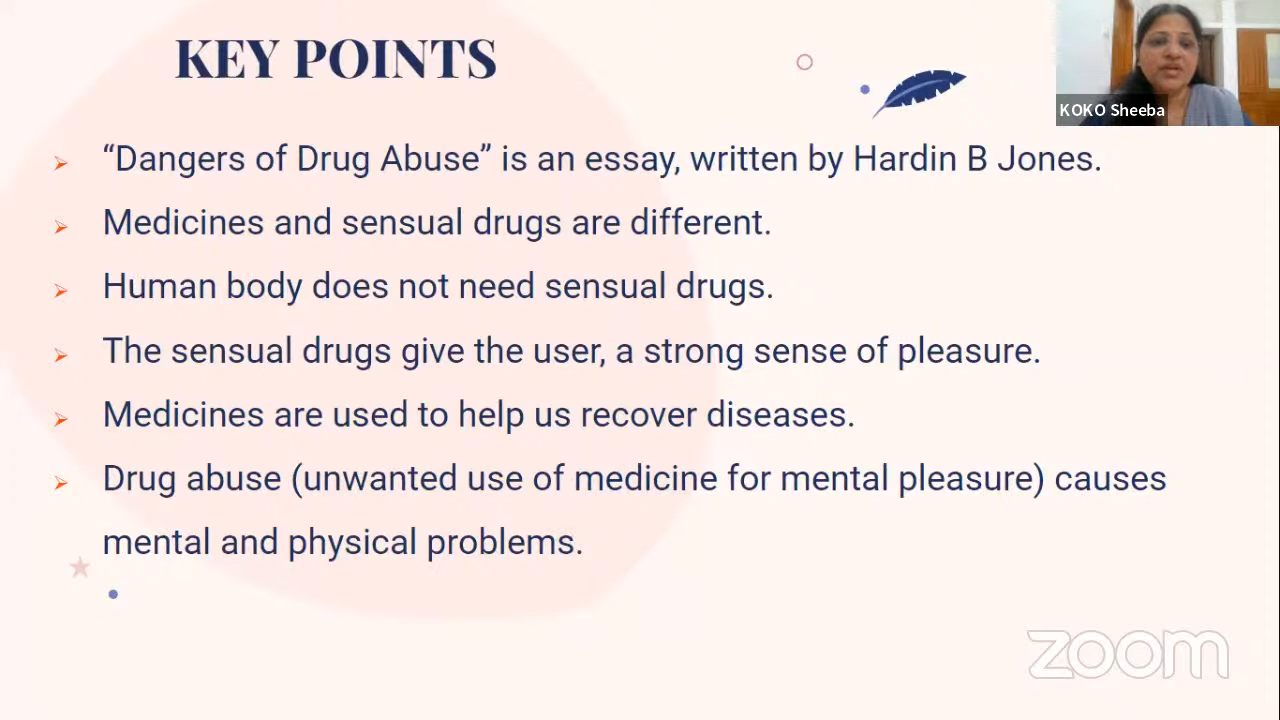 KEY POINTS
KOKO Sheeba
“Dangers of Drug Abuse” is an essay, written by Hardin B Jones.
Medicines and sensual drugs are different.
Human body does not need sensual drugs.
The sensual drugs give the user, a strong sense of pleasure.
Medicines are used to help us recover diseases.
Drug abuse (unwanted use of medicine for mental pleasure) causes
mental and physical problems.
zoom